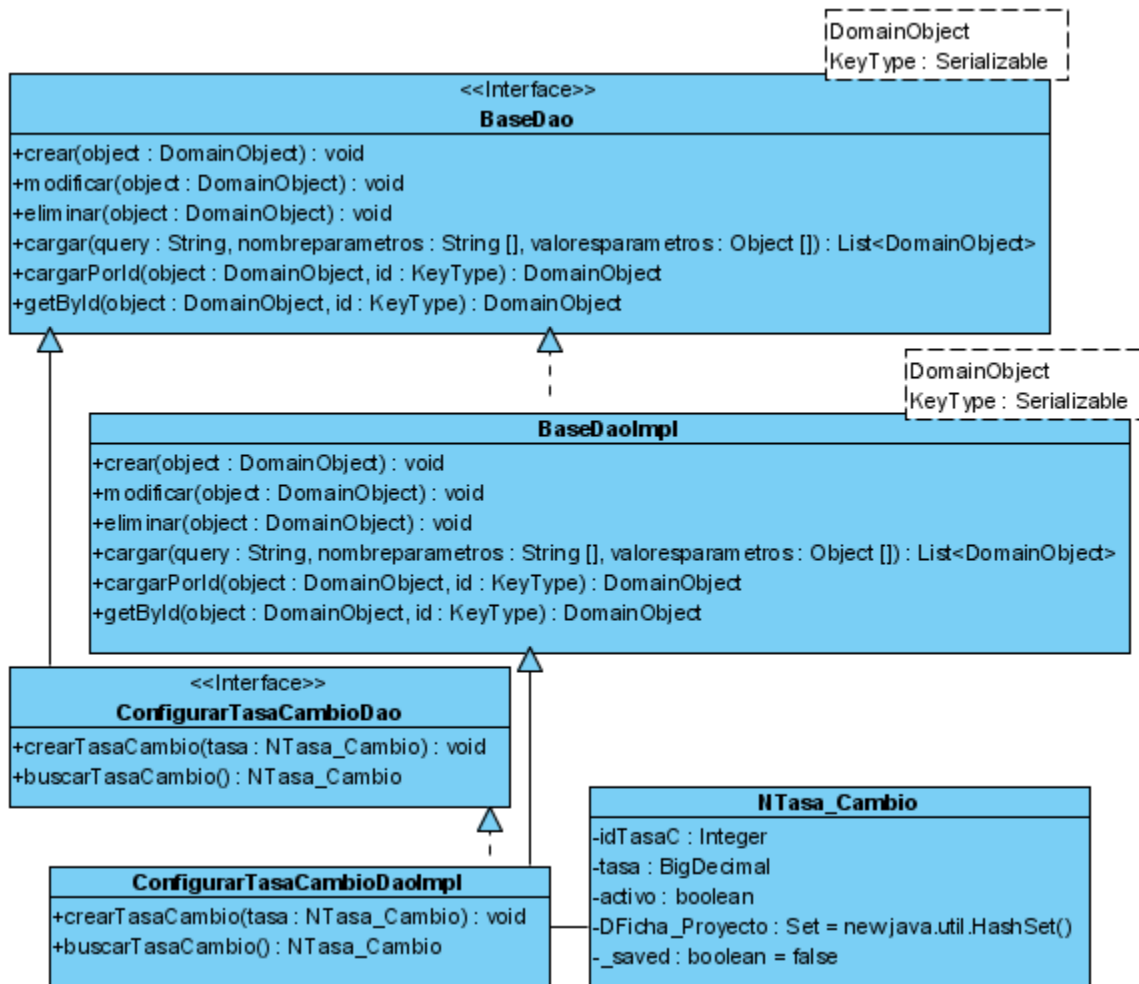 DomainObject
KeyType : Serializable
<<Interface>>
BaseDao
+crear(object : DomainObject) : void
+modificar(object : DomainObject) : void
+eliminar(object : DomainObject) : void
+cargar(query : String, nombreparametros : String [], valoresparametros : Object []) : List<DomainObject>
+cargarPorId(object : DomainObject, id : KeyType) : DomainObject
+getById(object : DomainObject, id : KeyType) : DomainObject
DomainObject
KeyType : Serializable
BaseDaoImpl
+crear(object : DomainObject) : void
+modificar(object : DomainObject) : void
+eliminar(object : DomainObject) : void
+cargar(query : String, nombreparametros : String [], valoresparametros : Object []) : List<DomainObject>
+cargarPorId(object : DomainObject, id : KeyType) : DomainObject
+getById(object : DomainObject, id : KeyType) : DomainObject
<<Interface>>
ConfigurarTasaCambioDao
+crearTasaCambio(tasa : NTasa_Cambio) : void
+buscarTasaCambio() : NTasa_Cambio
ConfigurarTasaCambioDaoImpl
+crearTasaCambio(tasa : NTasa_Cambio) : void
+buscarTasaCambio() : NTasa_Cambio
NTasa_Cambio
-idTasaC : Integer
-tasa : BigDecimal
-activo : boolean
-DFicha_Proyecto : Set = new java.util.HashSet()
-_saved : boolean = false